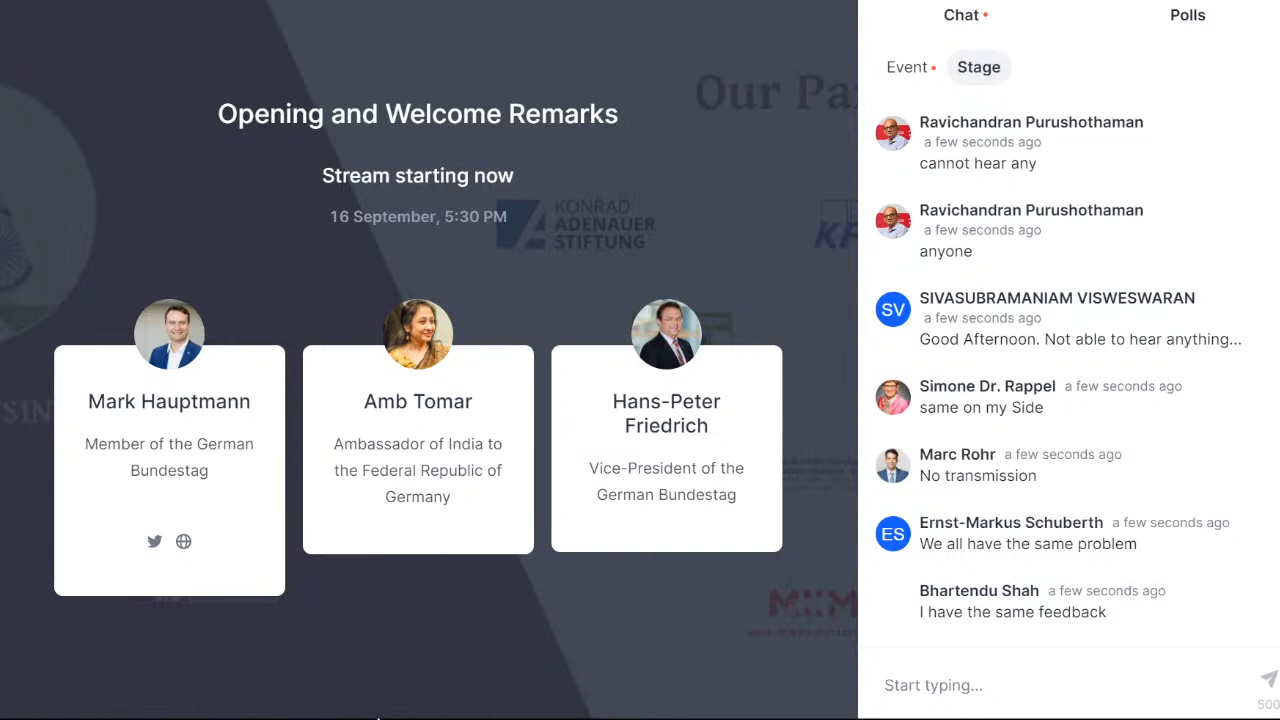 Opening and Welcome Remarks
Stream starting now
16 September, 5:30 PM
Our Pa
KONRAD
ADENAUER
STIFTUNG
Mark Hauptmann
Member of the German
Bundestag
Amb Tomar
Ambassador of India to
the Federal Republic of
Germany
Hans-Peter
Friedrich
Vice-President of the
German Bundestag
Chat
Polls
Event
Stage
Ravichandran Purushothaman
a few seconds ago
cannot hear any
Ravichandran Purushothaman
a few seconds ago
anyone
SV
SIVASUBRAMANIAM VISWESWARAN
a few seconds ago
Good Afternoon. Not able to hear anything...
Simone Dr. Rappel a few seconds ago
same on my Side
Marc Rohr a few seconds ago
No transmission
ES
Ernst-Markus Schuberth a few seconds ago
We all have the same problem
Bhartendu Shah a few seconds ago
I have the same feedback
Start typing...
500